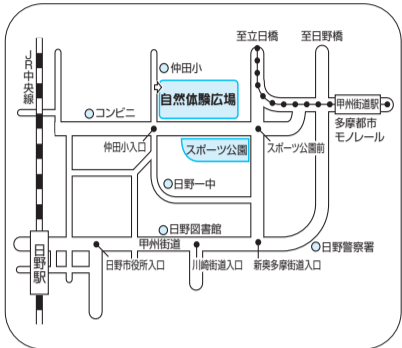 至立日橋
至日野橋
JR中央線
仲田小
自然体験広場
甲州街道駅
コンビニ
多摩都市
モノレール
仲田小入口
スポーツ公園
スポーツ公園前
日野一中
日野図書館
甲州街道
日野警察署
日野駅
日野市役所入口
川崎街道入口
新奥多摩街道入口